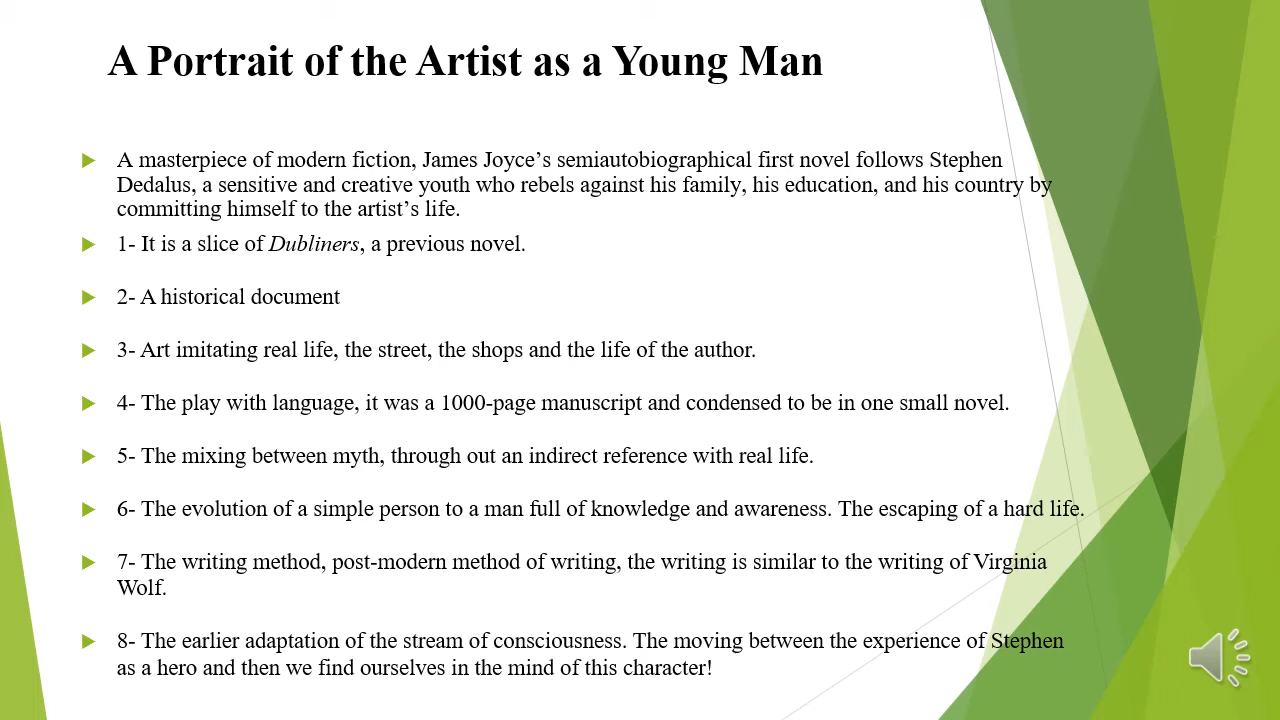 A Portrait of the Artist as a Young Man
A masterpiece of modern fiction, James Joyce’s semiautobiographical first novel follows Stephen
Dedalus, a sensitive and creative youth who rebels against his family, his education, and his country by
committing himself to the artist’s life.
1- It is a slice of Dubliners, a previous novel.
2- A historical document
3- Art imitating real life, the street, the shops and the life of the author.
4- The play with language, it was a 1000-page manuscript and condensed to be in one small novel.
5- The mixing between myth, through out an indirect reference with real life.
6- The evolution of a simple person to a man full of knowledge and awareness. The escaping of a hard life.
7- The writing method, post-modern method of writing, the writing is similar to the writing of Virginia
Wolf.
8- The earlier adaptation of the stream of consciousness. The moving between the experience of Stephen
as a hero and then we find ourselves in the mind of this character!